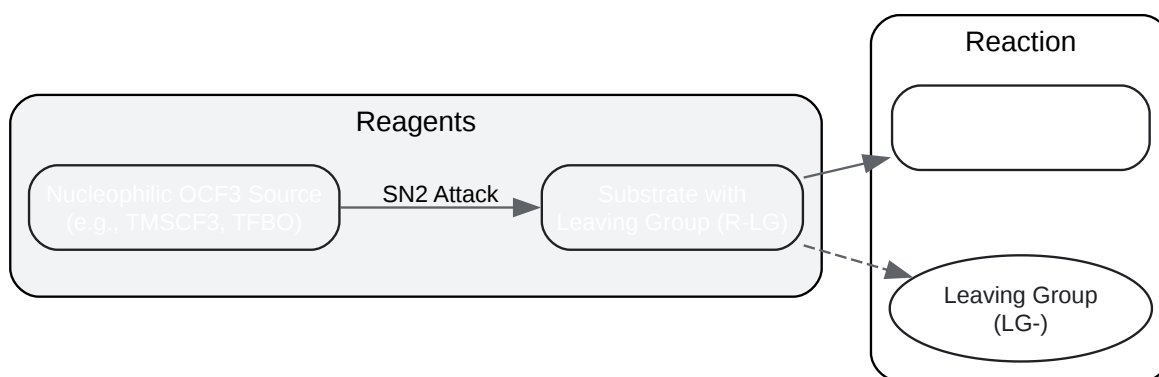 Reaction
Reagents
Nucleophilic OCF3 Source
(e.g., TMSCF3, TFBO)
SN2 Attack
Substrate with
Leaving Group (R-LG)
Leaving Group
(LG-)